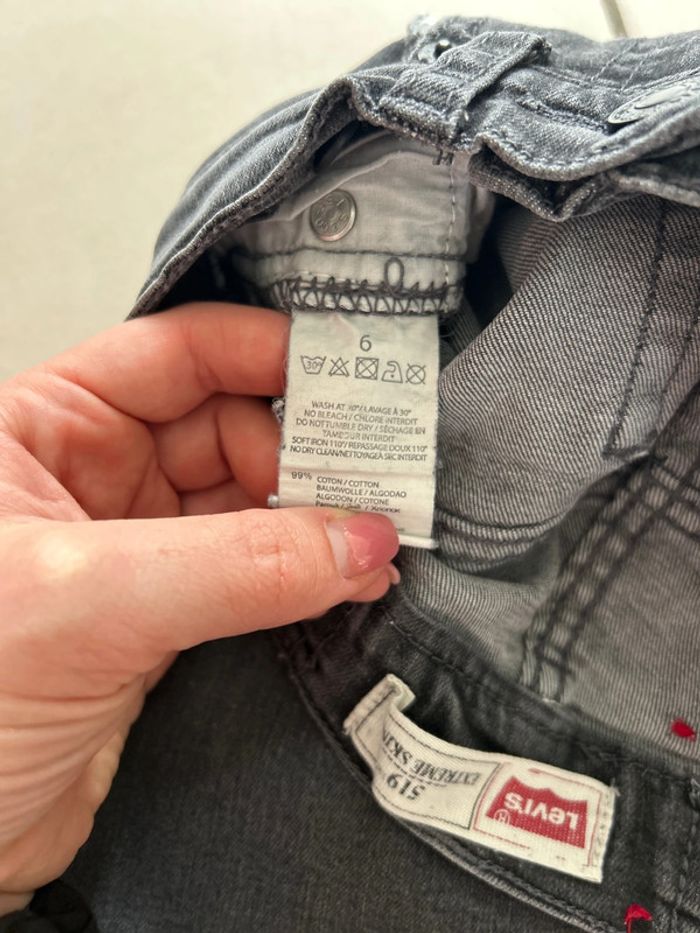 6
30°
WASH AT 30°/ LAVAGE À 30°
NO BLEACH / CHLORE INTERDIT
DO NOT TUMBLE DRY / SÉCHAGE EN
TAMBOUR INTERDIT
SOFT IRON 110°/ REPASSAGE DOUX 110°
NO DRY CLEAN/NETTOYAGE À SEC INTERDIT
99% COTON / COTTON
BAUMWOLLE / ALGODAO
ALGODON / COTONE
LEVI'S ®
519
EXTREME SKIN